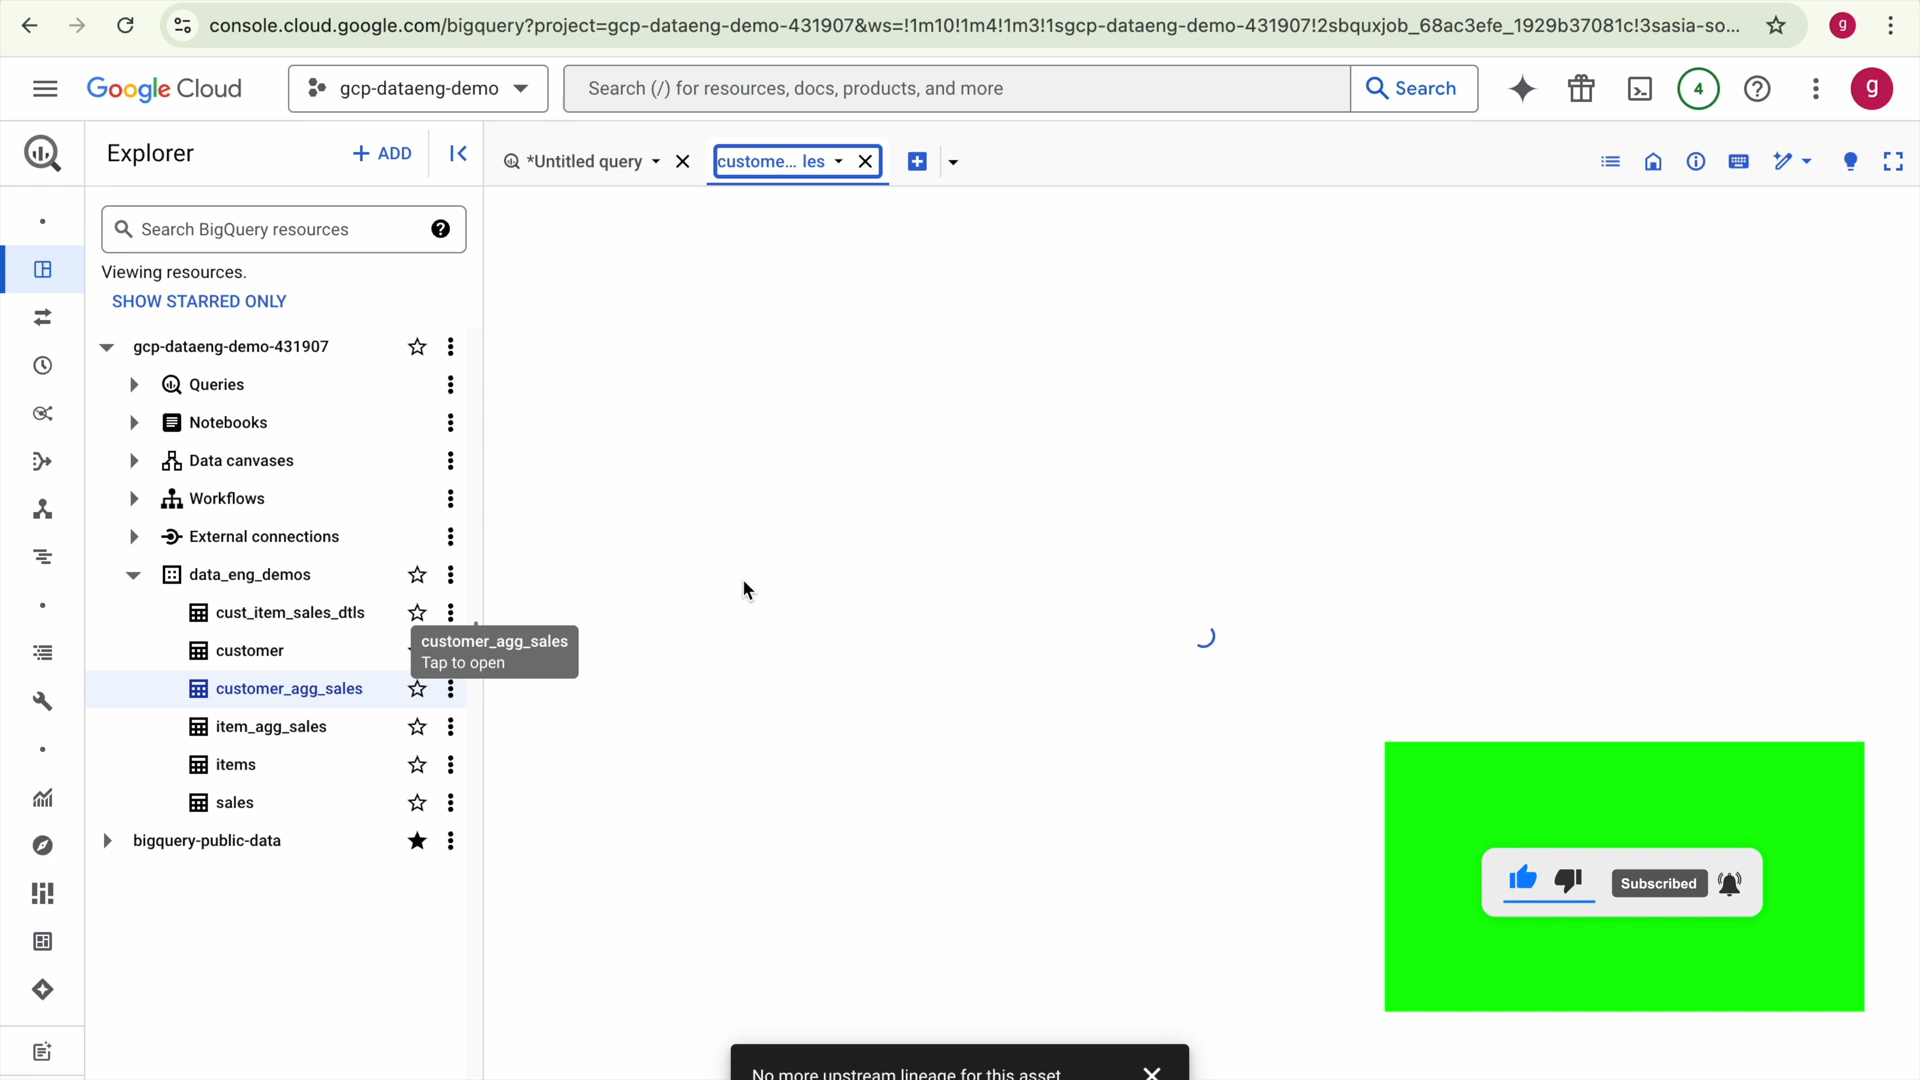 console.cloud.google.com/bigquery?project=gcp-dataeng-demo-431907&ws=!1m10!1m4!1m3!1sgcp-dataeng-demo-431907!2sbquxjob_68ac3efe_1929b37081c!3sasia-so...
g
Google Cloud
gcp-dataeng-demo
Search (/) for resources, docs, products, and more
Search
4
g
Explorer
+ ADD
*Untitled query
custome... les
Search BigQuery resources
Viewing resources.
SHOW STARRED ONLY
gcp-dataeng-demo-431907
Queries
Notebooks
Data canvases
Workflows
External connections
data_eng_demos
cust_item_sales_dtls
customer
customer_agg_sales
Tap to open
customer_agg_sales
item_agg_sales
items
sales
bigquery-public-data
Subscribed
No more upstream lineage for this asset